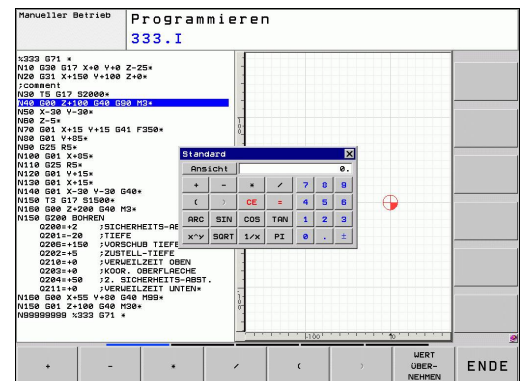 Manueller Betrieb
Programmieren
333.I
%333 G71 *
N10 G30 G17 X+0 Y+0 Z-25*
N20 G31 X+150 Y+100 Z+0*
;comment
N30 T5 G17 S2000*
N40 G00 Z+100 G40 G90 M3*
N50 X-30 Y-30*
N60 Z-5*
N70 G01 X+15 Y+15 G41 F350*
N80 G01 Y+85*
N90 G25 R5*
N100 G01 X+85*
N110 G25 R5*
N120 G01 Y+15*
N130 G01 X+15*
N140 G01 X-30 Y-30 G40*
N150 T3 G17 S1500*
N160 G00 Z+200 G40 M3*
N150 G200 BOHREN
Q200=+2 ;SICHERHEITS-AB
Q201=-20 ;TIEFE
Q206=+150 ;VORSCHUB TIEFE
Q202=+5 ;ZUSTELL-TIEFE
Q210=+0 ;VERWEILZEIT OBEN
Q203=+0 ;KOOR. OBERFLAECHE
Q204=+50 ;2. SICHERHEITS-ABST.
Q211=+0 ;VERWEILZEIT UNTEN*
N160 G00 X+55 Y+80 G40 M99*
N150 G01 Z+100 G40 M30*
N99999999 %333 G71 *
Standard X
Ansicht 0.
+ - * / 7 8 9
( ) CE = 4 5 6
ARC SIN COS TAN 1 2 3
X^Y SQRT 1/X PI 0 . ±
+ - * / ( )
WERT ÜBER- NEHMEN
ENDE